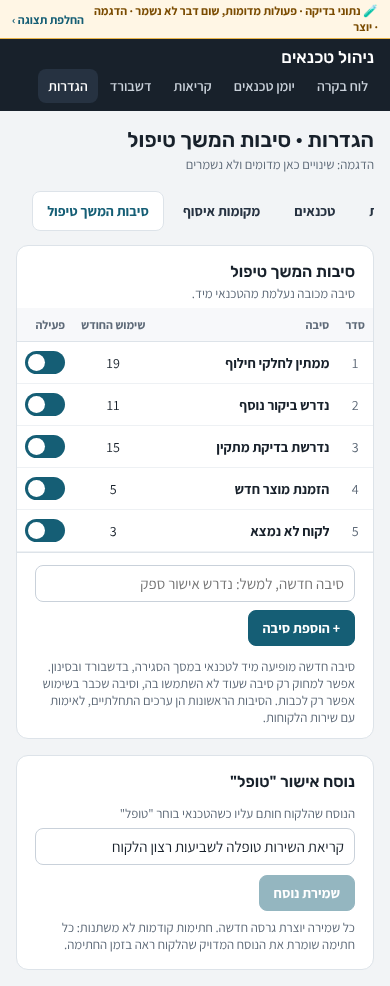 🧪 נתוני בדיקה · פעולות מדומות, שום דבר לא נשמר · הדגמה
· יוצר
החלפת תצוגה ›
ניהול טכנאים
לוח בקרה יומן טכנאים קריאות דשבורד הגדרות
הגדרות • סיבות המשך טיפול
הדגמה: שינויים כאן מדומים ולא נשמרים
טכנאים מקומות איסוף סיבות המשך טיפול
סיבות המשך טיפול
סיבה מכובה נעלמת מהטכנאי מיד.
סדר סיבה שימוש החודש פעילה
1 ממתין לחלקי חילוף 19
2 נדרש ביקור נוסף 11
3 נדרשת בדיקת מתקין 15
4 הזמנת מוצר חדש 5
5 לקוח לא נמצא 3
סיבה חדשה, למשל: נדרש אישור ספק
+ הוספת סיבה
סיבה חדשה מופיעה מיד לטכנאי במסך הסגירה, בדשבורד ובסינון.
אפשר למחוק רק סיבה שעוד לא השתמשו בה, וסיבה שכבר בשימוש
אפשר רק לכבות. הסיבות הראשונות הן ערכים התחלתיים, לאימות
עם שירות הלקוחות.
נוסח אישור "טופל"
הנוסח שהלקוח חותם עליו כשהטכנאי בוחר "טופל"
קריאת השירות טופלה לשביעות רצון הלקוח
שמירת נוסח
כל שמירה יוצרת גרסה חדשה. חתימות קודמות לא משתנות: כל
חתימה שומרת את הנוסח המדויק שהלקוח ראה בזמן החתימה.